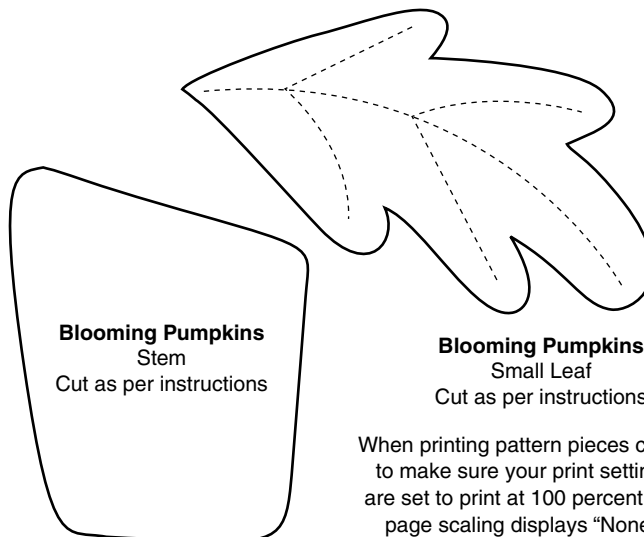 Blooming Pumpkins
Stem
Cut as per instructions
Blooming Pumpkins
Small Leaf
Cut as per instructions
When printing pattern pieces
to make sure your print
are set to print at 100 percent
page scaling displays “None